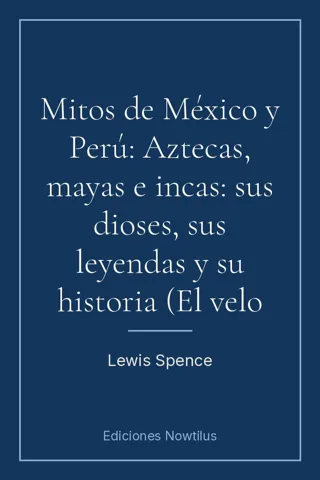 Mitos de México y
Perú: Aztecas,
mayas e incas: sus
dioses, sus
leyendas y su
historia (El velo
Lewis Spence
Ediciones Nowtilus